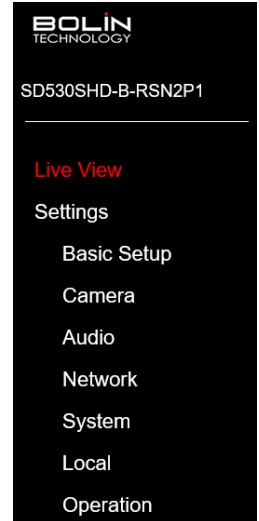 BOLIN
TECHNOLOGY
SD530SHD-B-RSN2P1
Live View
Settings
Basic Setup
Camera
Audio
Network
System
Local
Operation